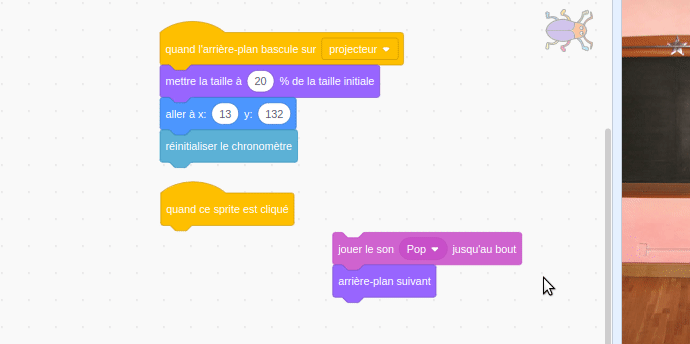 quand l'arrière-plan bascule sur projecteur
mettre la taille à 20 % de la taille initiale
aller à x: 13 y: 132
réinitialiser le chronomètre
quand ce sprite est cliqué
jouer le son Pop jusqu'au bout
arrière-plan suivant